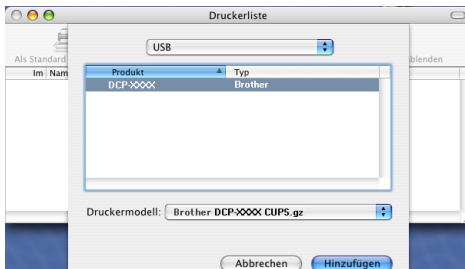 Druckerliste
USB
Als Standard
blenden
Im Nam
Produkt Typ
DCP-XXXX Brother
Druckermodell: Brother DCP-XXXX CUPS.gz
Abbrechen Hinzufügen